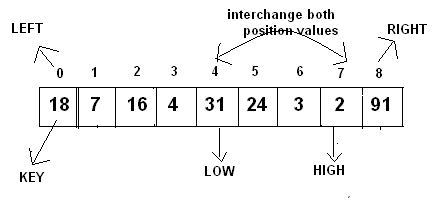 interchange both
position values
LEFT RIGHT
0 1 2 3 4 5 6 7 8
18 7 16 4 31 24 3 2 91
KEY LOW HIGH